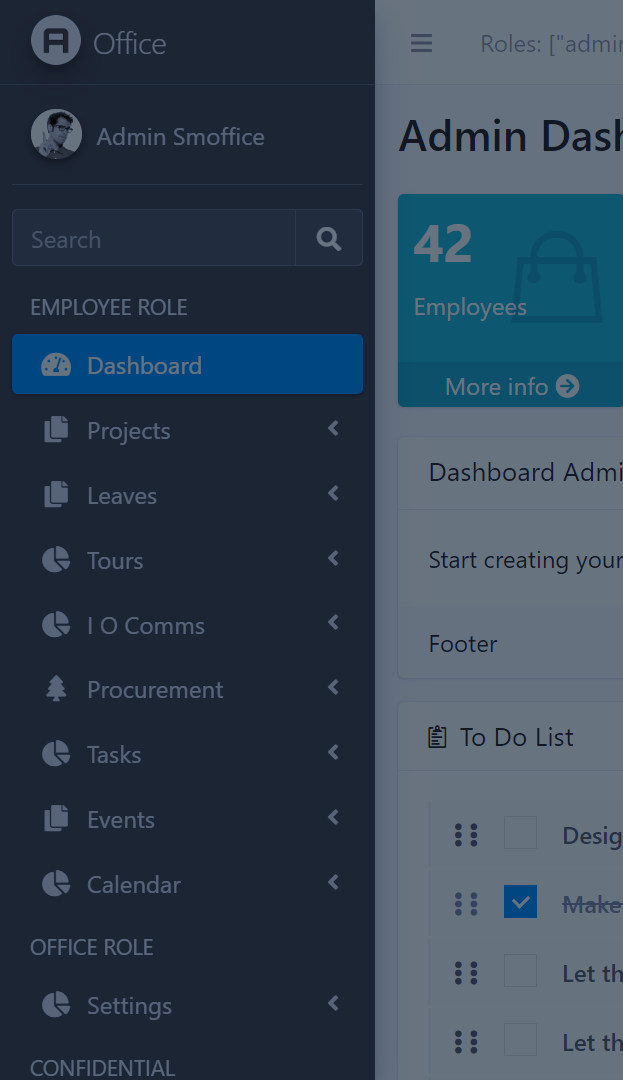 Office
Admin Smoffice
Search
EMPLOYEE ROLE
Dashboard
Projects
Leaves
Tours
I O Comms
Procurement
Tasks
Events
Calendar
OFFICE ROLE
Settings
CONFIDENTIAL
Roles: ["admin
Admin Dash
42
Employees
More info
Dashboard Admi
Start creating your
Footer
To Do List
Desig
Make
Let th
Let th